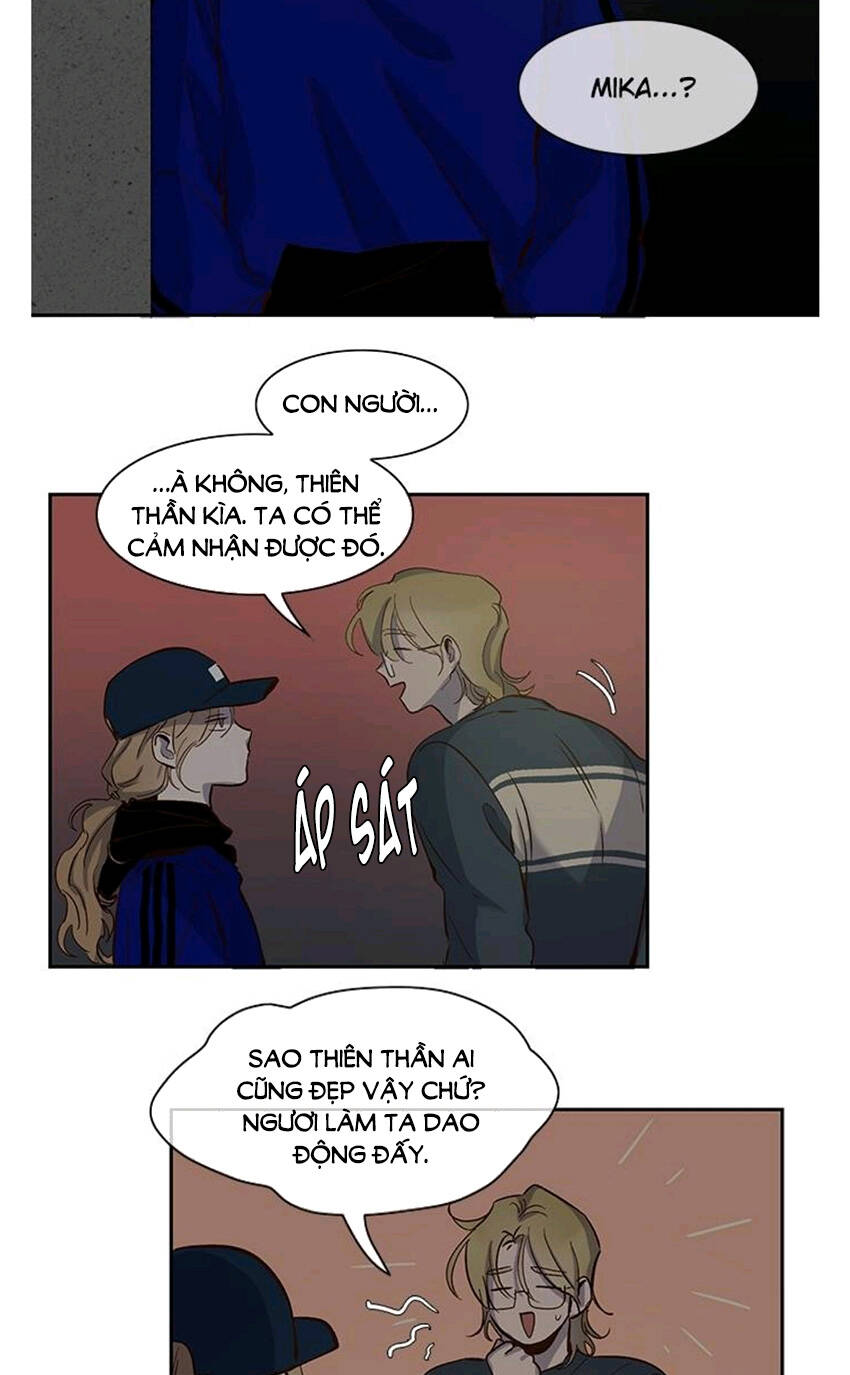 MIKA...?
CON NGƯỜI...
...À KHÔNG, THIÊN
THẦN KÌA. TA CÓ THỂ
CẢM NHẬN ĐƯỢC ĐÓ.
ÁP SÁT
SAO THIÊN THẦN AI
CŨNG ĐẸP VẬY CHỨ?
NGƯƠI LÀM TA DAO
ĐỘNG ĐẤY.